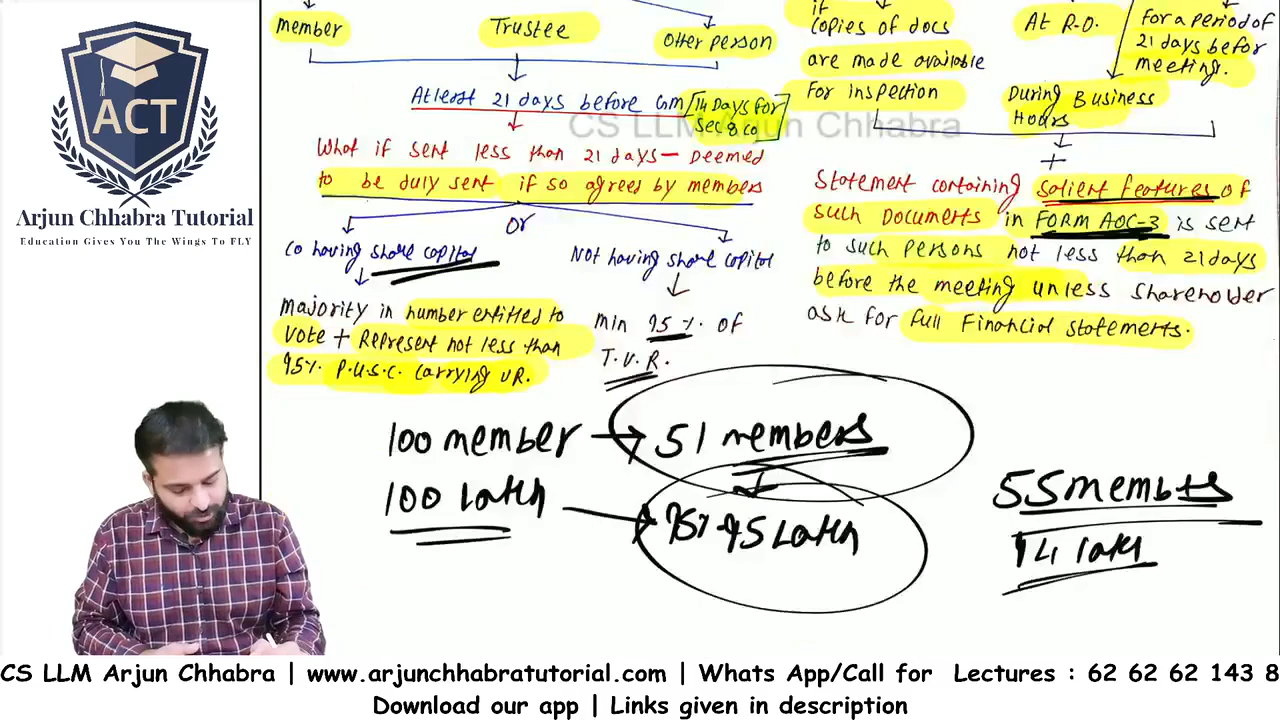 ACT
Arjun Chhabra Tutorial
Education Gives You The Wings To FLY
member
Trustee
Other person
Atleast 21 days before GM/14 Days for
Sec 8 co
CS LLM Arjun Chhabra
What if sent less than 21 days — Deemed
to be duly sent if so agrees by members
or
Co having share capital
Not having share capital
Majority in number entitled to
vote + Represent not less than
95% P.U.S.C. carrying VR.
Min 95% of
T.V.R.
100 member → 51 members
100 lakh
95% 95 Lakh
if
copies of docs
are made available
For inspection
At R.O.
For a period of
21 days befor
meeting.
During Business
Hours
+
Statement containing salient features of
such Documents in FORM AOC-3 is sent
to such persons not less than 21 days
before the meeting unless shareholder
ask for full Financial statements.
55 members
lakh
CS LLM Arjun Chhabra | www.arjunchhabratutorial.com | Whats App/Call for Lectures : 62 62 62 143 8
Download our app | Links given in description